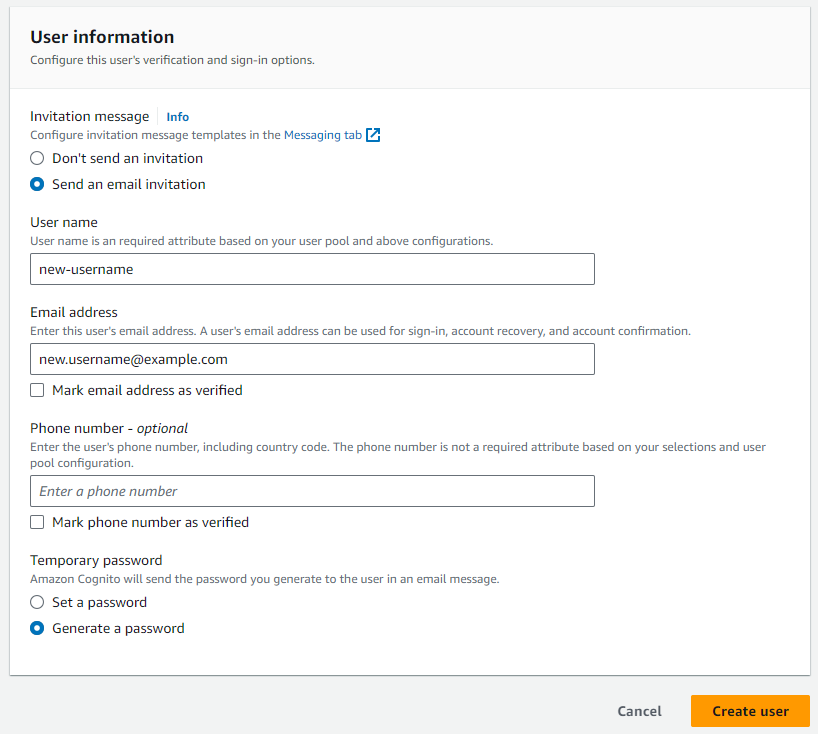 User information
Configure this user's verification and sign-in options.
Invitation message Info
Configure invitation message templates in the Messaging tab
Don't send an invitation
Send an email invitation
User name
User name is an required attribute based on your user pool and above configurations.
new-username
Email address
Enter this user's email address. A user's email address can be used for sign-in, account recovery, and account confirmation.
new.username@example.com
Mark email address as verified
Phone number - optional
Enter the user's phone number, including country code. The phone number is not a required attribute based on your selections and user
pool configuration.
Enter a phone number
Mark phone number as verified
Temporary password
Amazon Cognito will send the password you generate to the user in an email message.
Set a password
Generate a password
Cancel Create user